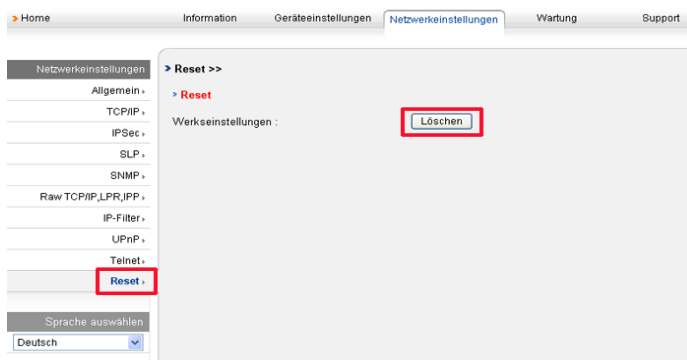 Home Information Geräteeinstellungen Netzwerkeinstellungen Wartung Support
Netzwerkeinstellungen
Allgemein
TCP/IP
IPSec
SLP
SNMP
Raw TCP/IP,LPR,IPP
IP-Filter
UPnP
Telnet
Reset
Sprache auswählen
Deutsch
Reset >>
Reset
Werkseinstellungen : Löschen